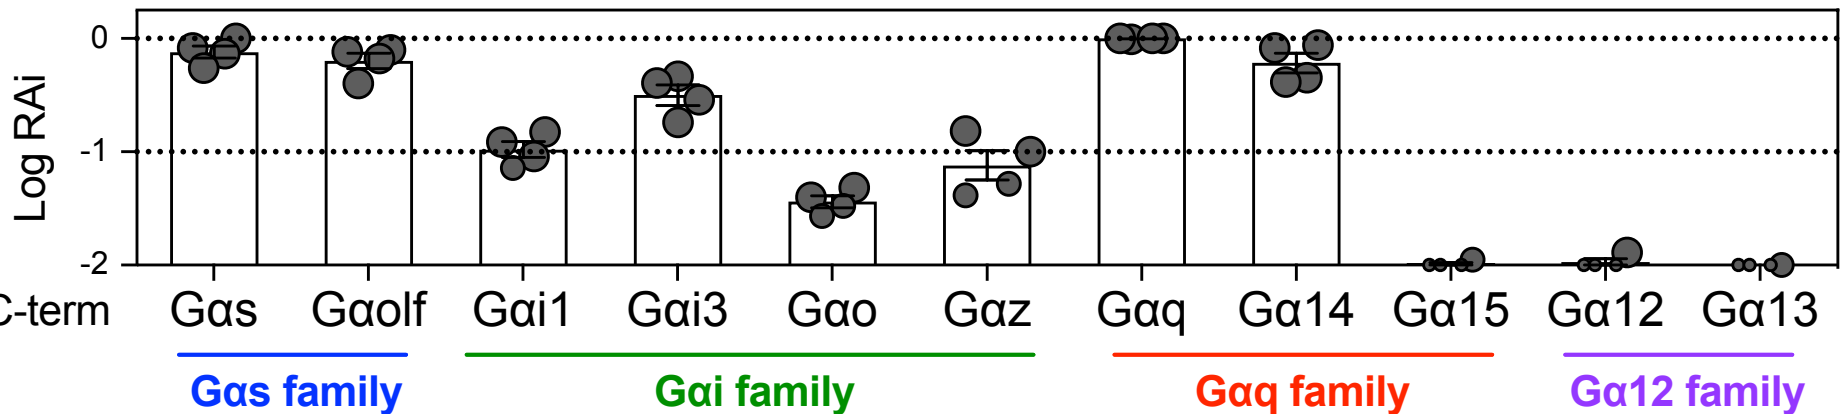 Log RAi
0
-1
-2
C-term Gαs Gαolf Gαi1 Gαi3 Gαo Gαz Gαq Gα14 Gα15 Gα12 Gα13
Gαs family Gαi family Gαq family Gα12 family